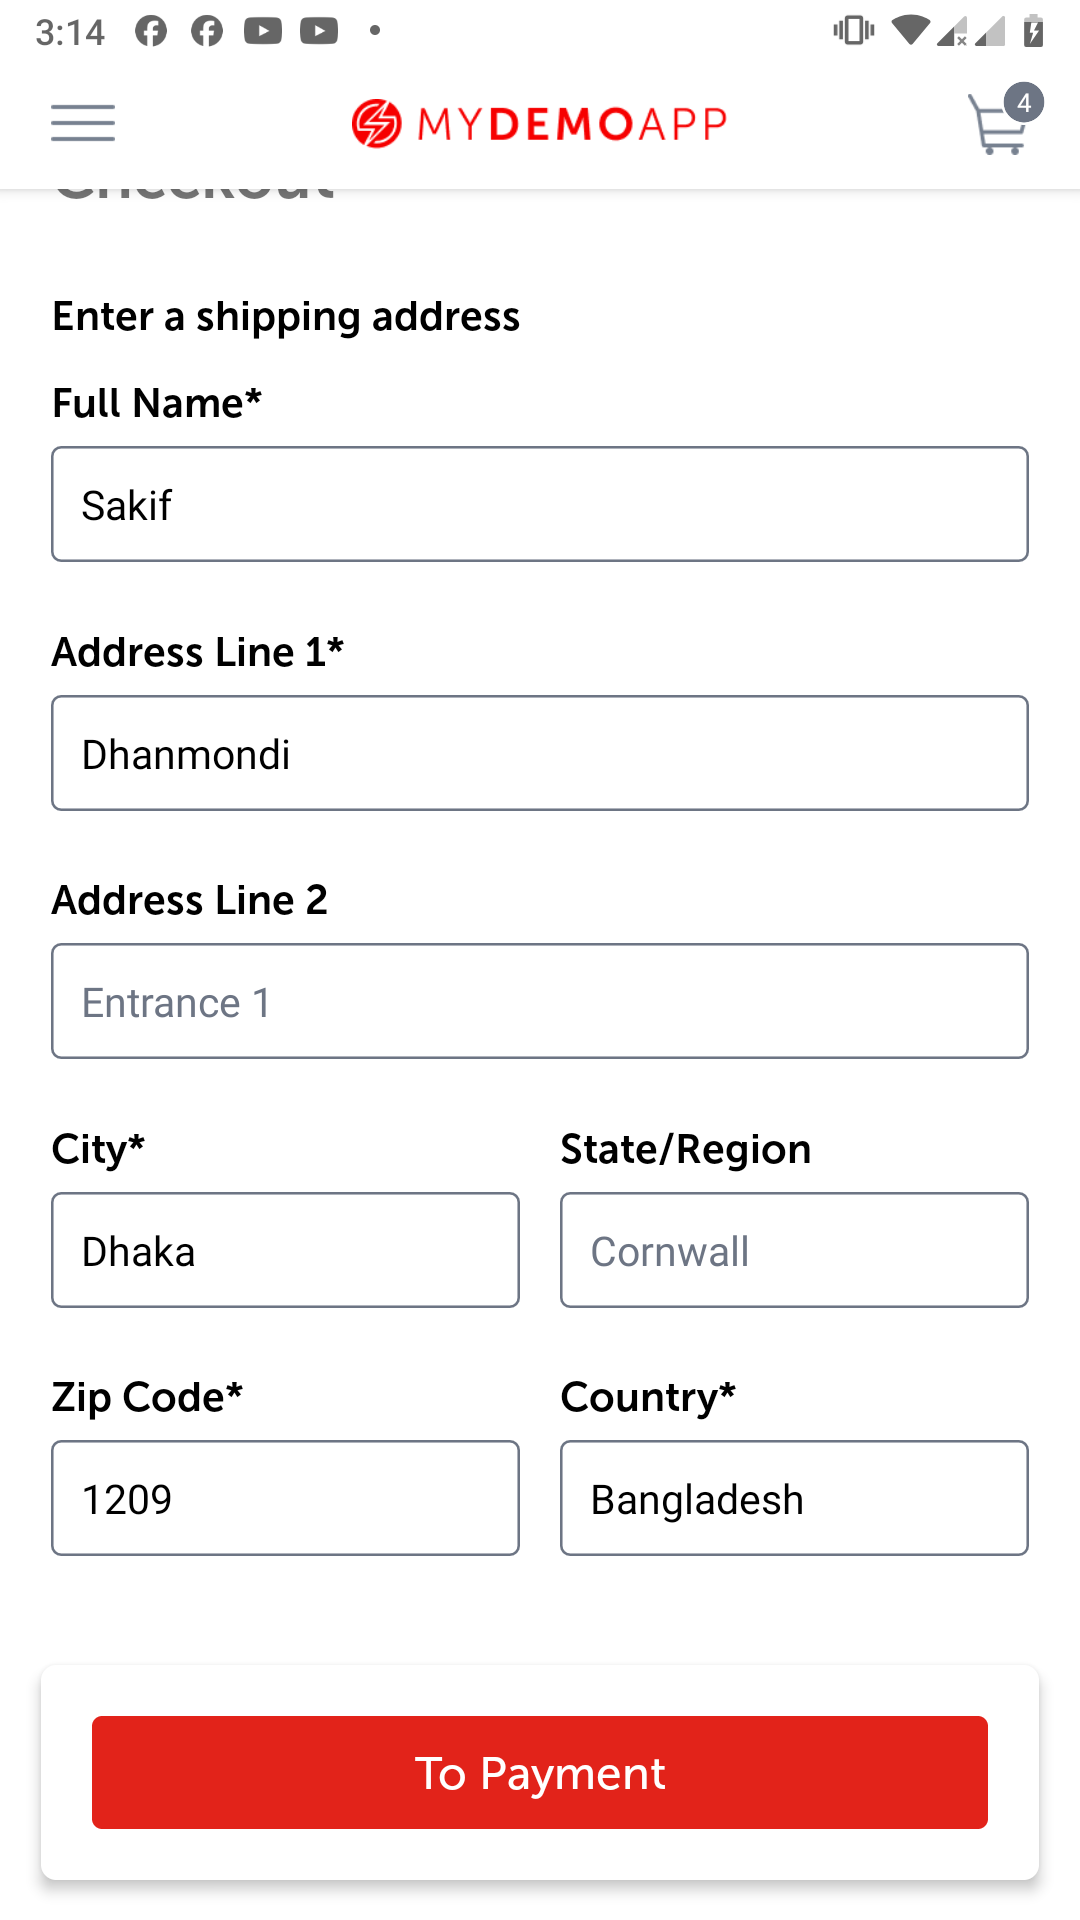 3:14
MYDEMOAPP
4
Checkout
Enter a shipping address
Full Name*
Sakif
Address Line 1*
Dhanmondi
Address Line 2
Entrance 1
City*
State/Region
Dhaka
Cornwall
Zip Code*
Country*
1209
Bangladesh
To Payment